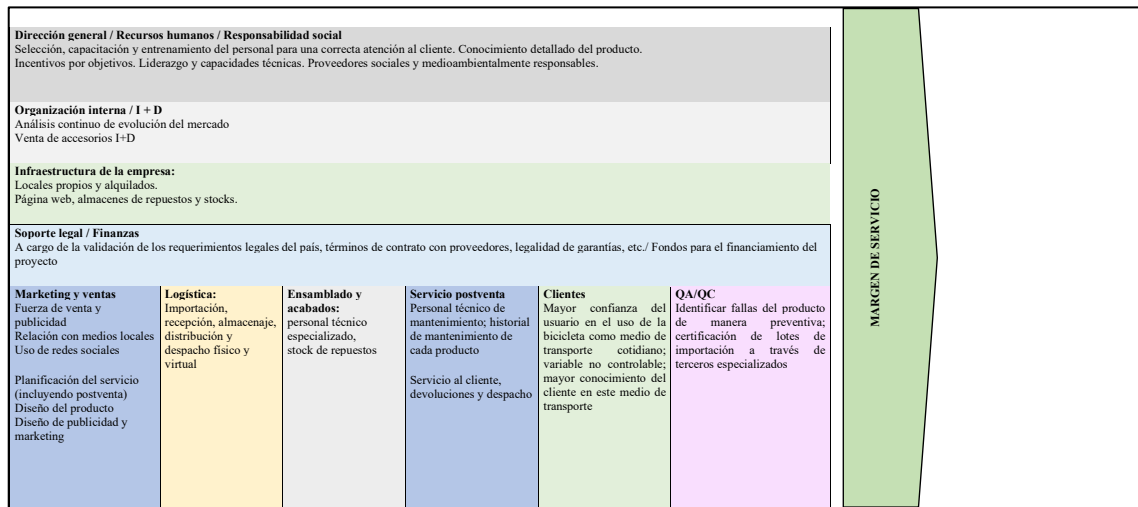 Dirección general / Recursos humanos / Responsabilidad social
Selección, capacitación y entrenamiento del personal para una correcta atención al cliente. Conocimiento detallado del producto.
Incentivos por objetivos. Liderazgo y capacidades técnicas. Proveedores sociales y medioambientalmente responsables.
Organización interna / I + D
Análisis continuo de evolución del mercado
Venta de accesorios I+D
Infraestructura de la empresa:
Locales propios y alquilados.
Página web, almacenes de repuestos y stocks.
Soporte legal / Finanzas
A cargo de la validación de los requerimientos legales del país, términos de contrato con proveedores, legalidad de garantías, etc./ Fondos para el financiamiento del
proyecto
Marketing y ventas
Fuerza de venta y
publicidad
Relación con medios locales
Uso de redes sociales
Planificación del servicio
(incluyendo postventa)
Diseño del producto
Diseño de publicidad y
marketing
Logística:
Importación,
recepción, almacenaje,
distribución y
despacho físico y
virtual
Ensamblado y
acabados:
personal técnico
especializado,
stock de repuestos
Servicio postventa
Personal técnico de
mantenimiento; historial
de mantenimiento de
cada producto
Servicio al cliente,
devoluciones y despacho
Clientes
Mayor confianza del
usuario en el uso de la
bicicleta como medio de
transporte cotidiano;
variable no controlable;
mayor conocimiento del
cliente en este medio de
transporte
QA/QC
Identificar fallas del producto
de manera preventiva;
certificación de lotes de
importación a través de
terceros especializados
MARGEN DE SERVICIO